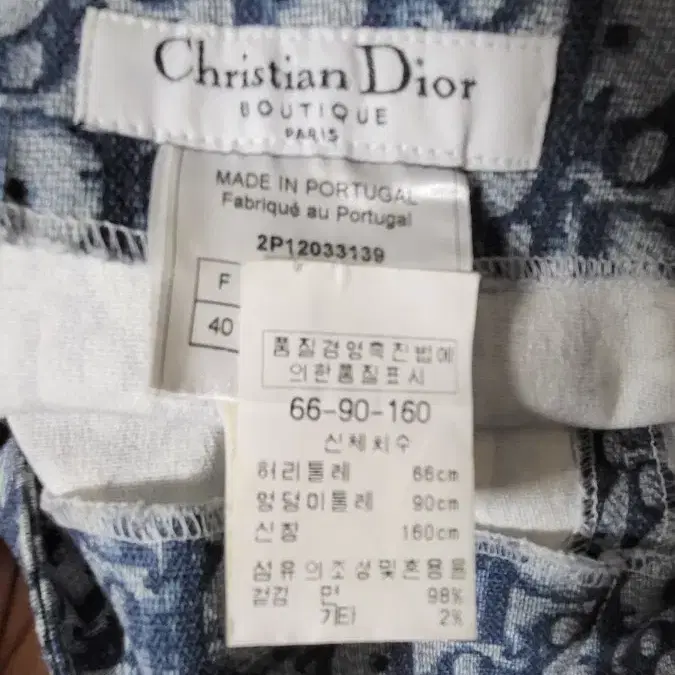 Christian Dior
BOUTIQUE
PARIS
MADE IN PORTUGAL
Fabriqué au Portugal
2P12033139
F
40
품질경영촉진법에
의한품질표시
66-90-160
신체치수
허리둘레 66cm
엉덩이둘레 90cm
신장 160cm
섬유의조성및혼용률
겉감 면 98%
기타 2%